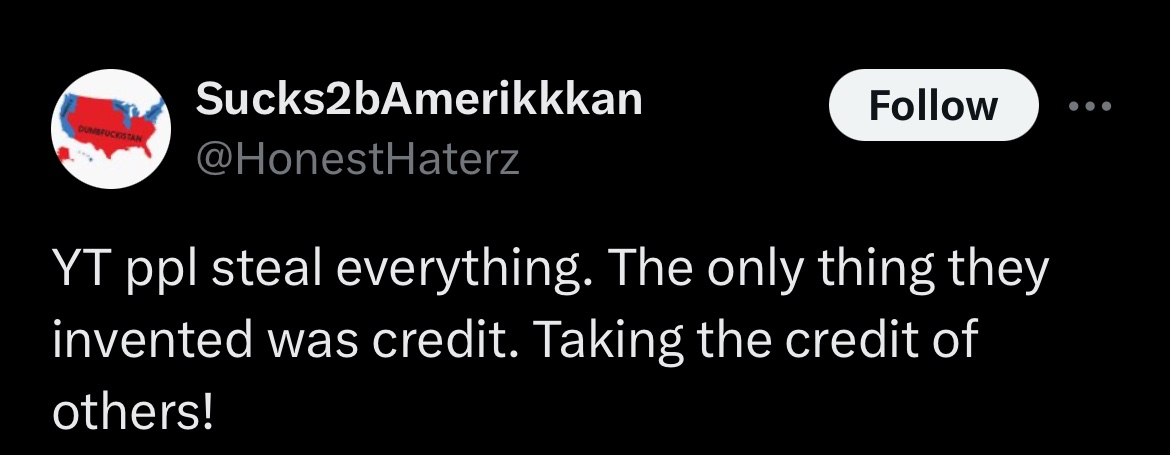 Sucks2bAmerikkkan
Follow
@HonestHaterz
DUMBFUCKISTAN
YT ppl steal everything. The only thing they
invented was credit. Taking the credit of
others!